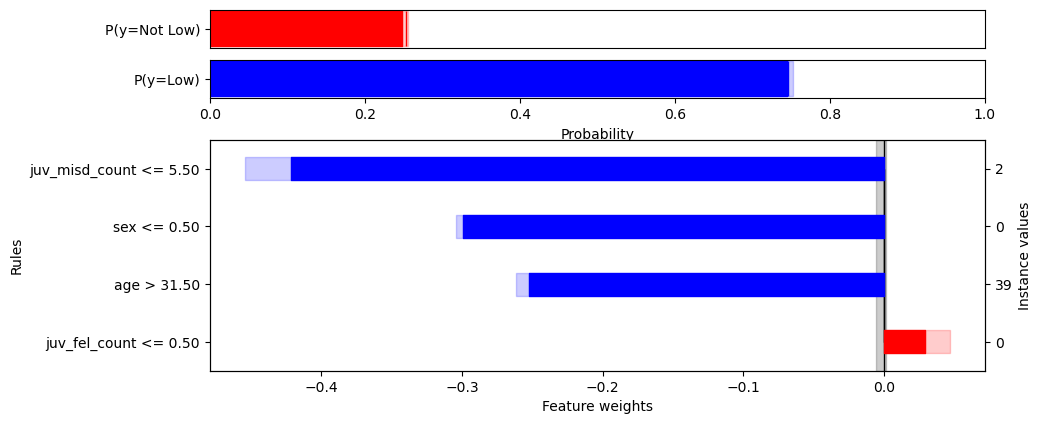 P(y=Not Low)
P(y=Low)
0.0 0.2 0.4 0.6 0.8 1.0
Probability
juv_misd_count <= 5.50 2
sex <= 0.50 0
age > 31.50 39
juv_fel_count <= 0.50 0
Rules
Instance values
−0.4 −0.3 −0.2 −0.1 0.0
Feature weights